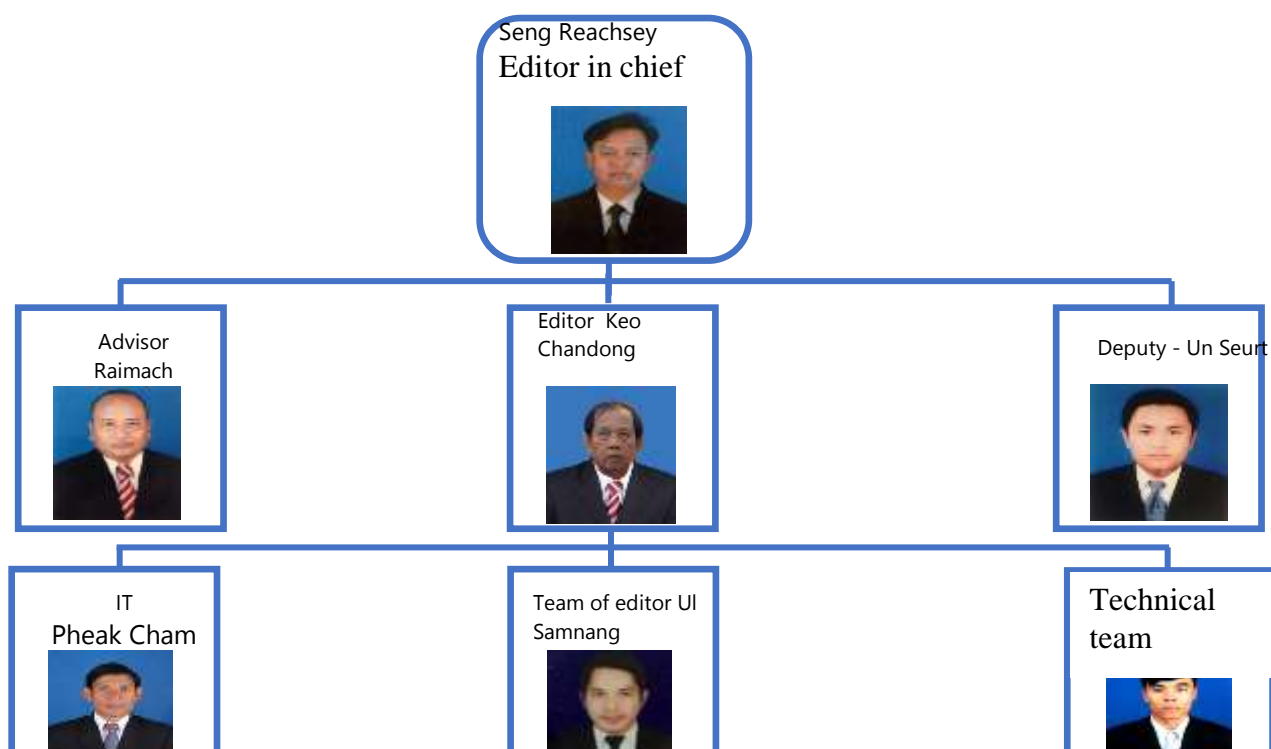 Seng Reachsey
Editor in chief
Advisor
Raimach
Editor  Keo
Chandong
Deputy - Un Seurt
IT
Pheak Cham
Team of editor Ul
Samnang
Technical
team